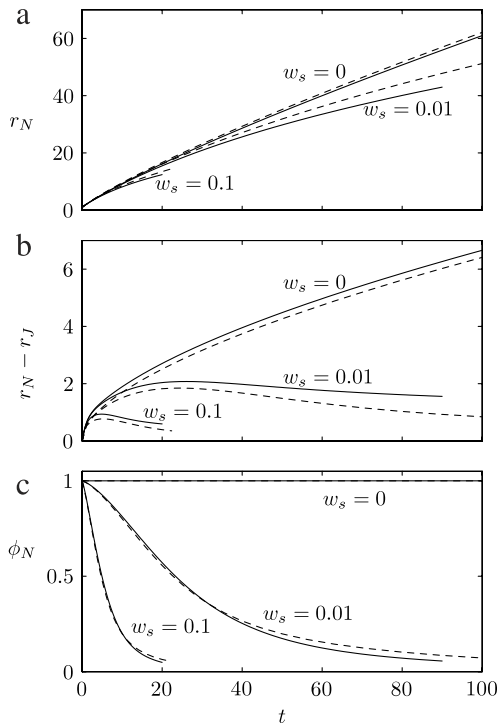 a
60
40
20
0
r_N
w_s = 0
w_s = 0.01
w_s = 0.1
b
6
4
2
0
r_N − r_J
w_s = 0
w_s = 0.01
w_s = 0.1
c
1
0.5
0
ϕ_N
w_s = 0
w_s = 0.01
w_s = 0.1
0 20 40 60 80 100
t